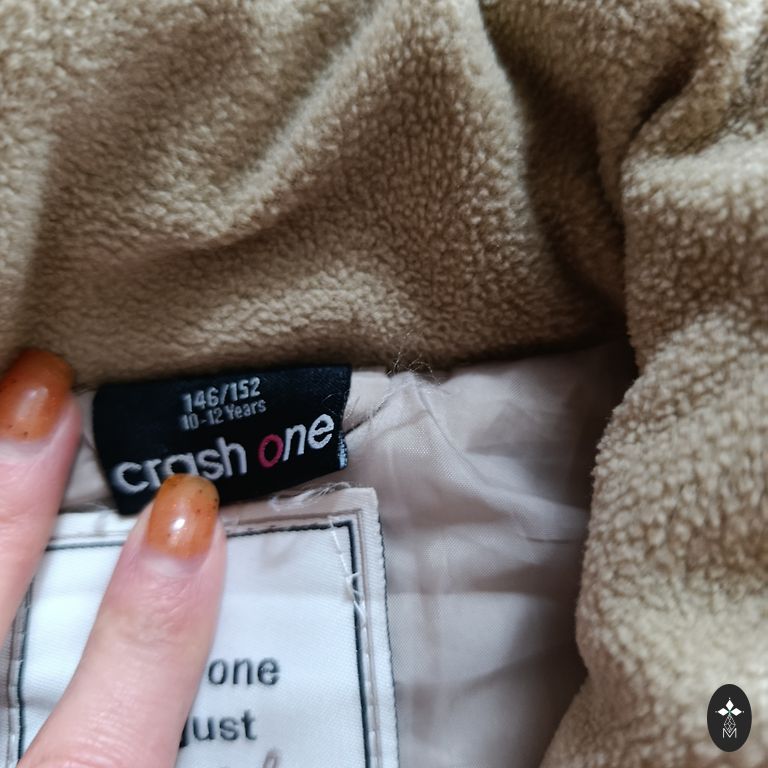 146/152
10-12 Years
crash one
one
just
M